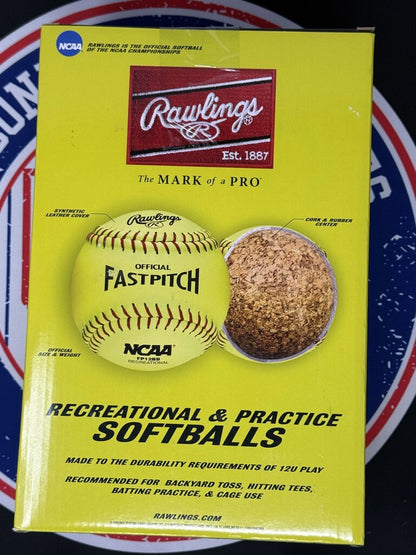 NCAA
RAWLINGS IS THE OFFICIAL SOFTBALL
OF THE NCAA CHAMPIONSHIPS
Rawlings®
R
Est. 1887
The MARK of a PRO
SYNTHETIC
LEATHER COVER
CORK & RUBBER
CENTER
Rawlings
OFFICIAL
FASTPITCH
NCAA
FP12BB
RECREATIONAL
OFFICIAL
SIZE & WEIGHT
RECREATIONAL & PRACTICE
SOFTBALLS
MADE TO THE DURABILITY REQUIREMENTS OF 12U PLAY
RECOMMENDED FOR BACKYARD TOSS, HITTING TEES,
BATTING PRACTICE, & CAGE USE
RAWLINGS.COM